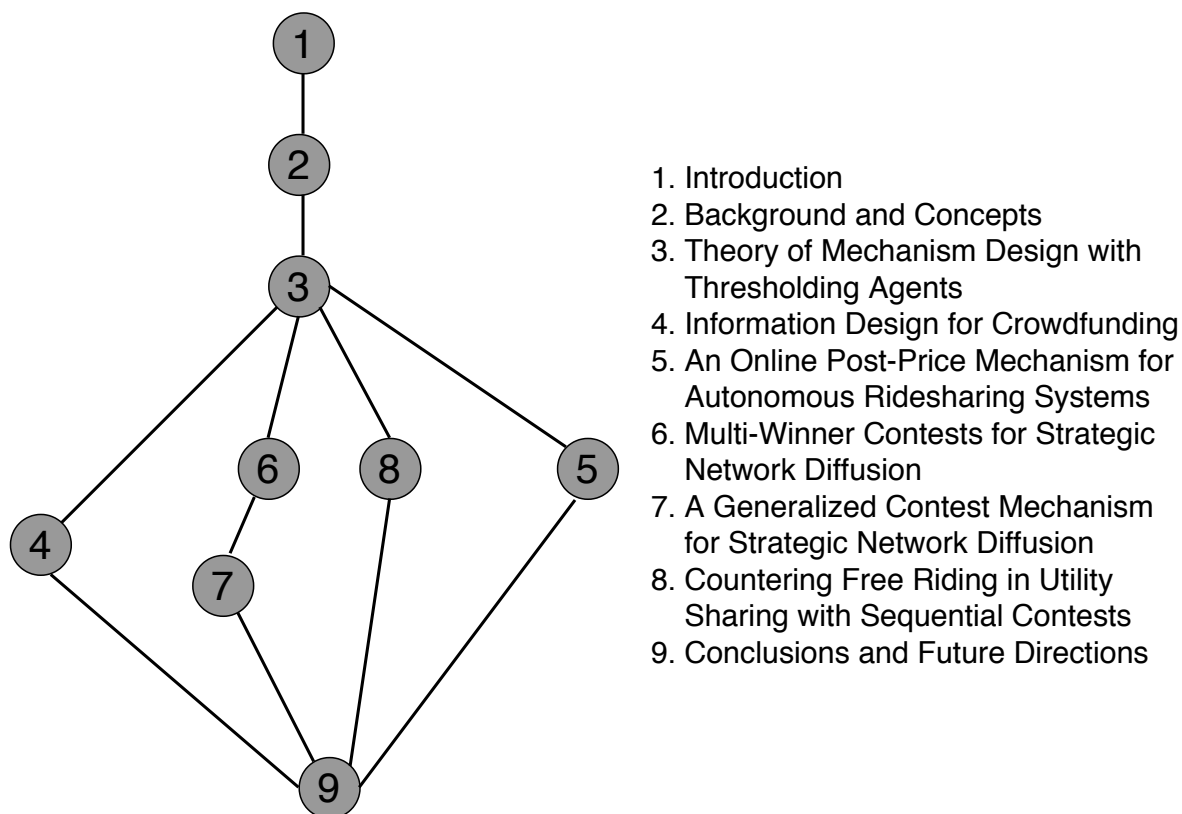 1
2
3
6
8
5
4
7
9
1. Introduction
2. Background and Concepts
3. Theory of Mechanism Design with
Thresholding Agents
4. Information Design for Crowdfunding
5. An Online Post-Price Mechanism for
Autonomous Ridesharing Systems
6. Multi-Winner Contests for Strategic
Network Diffusion
7. A Generalized Contest Mechanism
for Strategic Network Diffusion
8. Countering Free Riding in Utility
Sharing with Sequential Contests
9. Conclusions and Future Directions